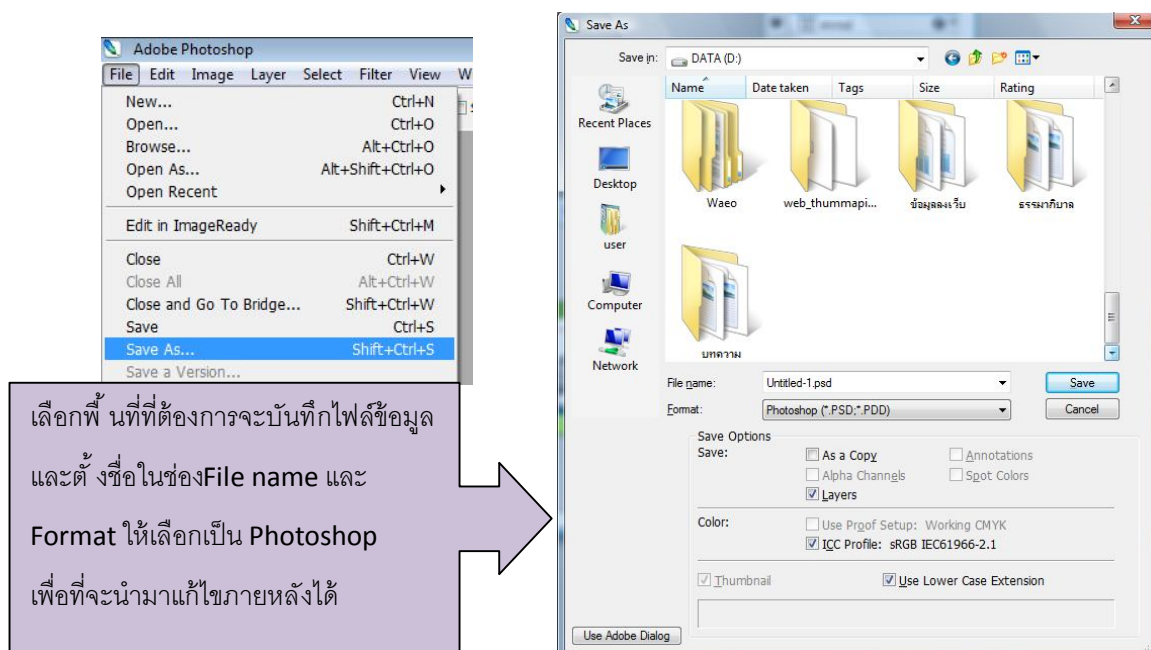 Adobe Photoshop
File Edit Image Layer Select Filter View W
New... Ctrl+N
Open... Ctrl+O
Browse... Alt+Ctrl+O
Open As... Alt+Shift+Ctrl+O
Open Recent
Edit in ImageReady Shift+Ctrl+M
Close Ctrl+W
Close All Alt+Ctrl+W
Close and Go To Bridge... Shift+Ctrl+W
Save Ctrl+S
Save As... Shift+Ctrl+S
Save a Version...
เลือกพื้ นที่ที่ต้องการจะบันทึกไฟล์ข้อมูล
และตั้ งชื่อในช่องFile name และ
Format ให้เลือกเป็น Photoshop
เพื่อที่จะนำมาแก้ไขภายหลังได้
Save As
Save in: DATA (D:)
Name Date taken Tags Size Rating
Recent Places
Desktop
user
Computer
Network
Waeo web_thummapi... ข้อมูลลงเว็บ ธรรมาภิบาล
บทความ
File name: Untitled-1.psd Save
Format: Photoshop (*.PSD;*.PDD) Cancel
Save Options
Save: As a Copy Annotations
Alpha Channels Spot Colors
Layers
Color: Use Proof Setup: Working CMYK
ICC Profile: sRGB IEC61966-2.1
Thumbnail Use Lower Case Extension
Use Adobe Dialog